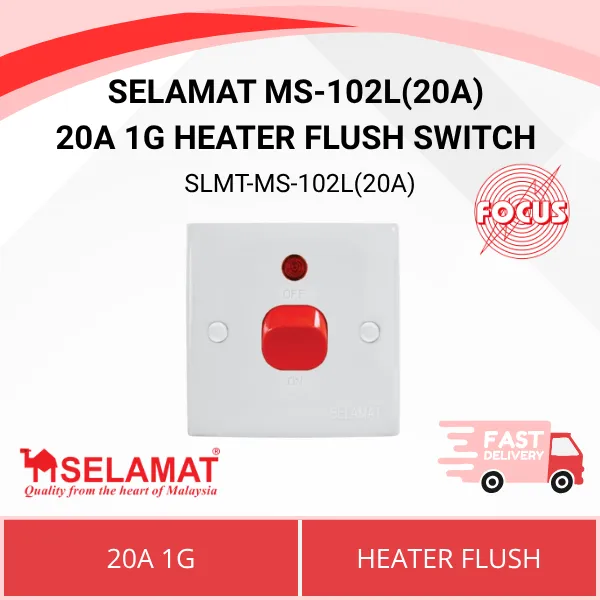 SELAMAT MS-102L(20A)
20A 1G HEATER FLUSH SWITCH
SLMT-MS-102L(20A)
FOCUS
OFF
ON
SELAMAT
FAST
DELIVERY
SELAMAT
Quality from the heart of Malaysia
20A 1G
HEATER FLUSH